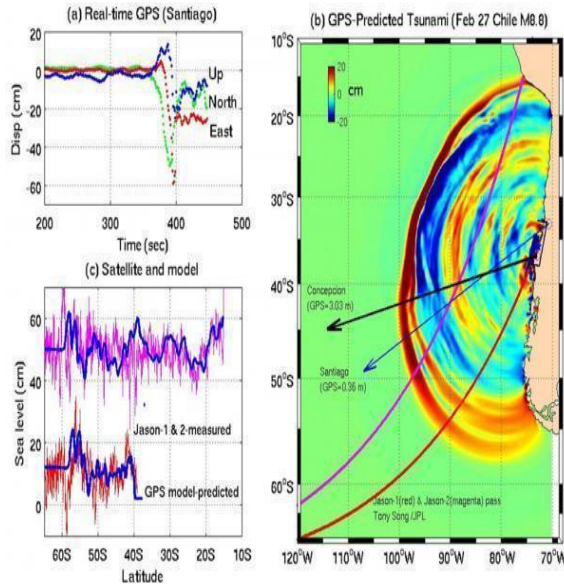 (a) Real-time GPS (Santiago)
20
0
-20
-40
-60
Disp (cm)
Up
North
East
200
300
400
500
Time (sec)
(c) Satellite and model
60
40
20
0
Sea level (cm)
Jason-1 & 2-measured
GPS model-predicted
60S
50S
40S
30S
20S
10S
Latitude
(b) GPS-Predicted Tsunami (Feb 27 Chile M8.8)
10°S
20°S
30°S
40°S
50°S
60°S
20
0
-20
cm
Concepcion
(GPS=3.03 m)
Santiago
(GPS=0.36 m)
Jason-1(red) & Jason-2(magenta) pass
Tony Song/JPL
120°W
110°W
100°W
90°W
80°W
70°W